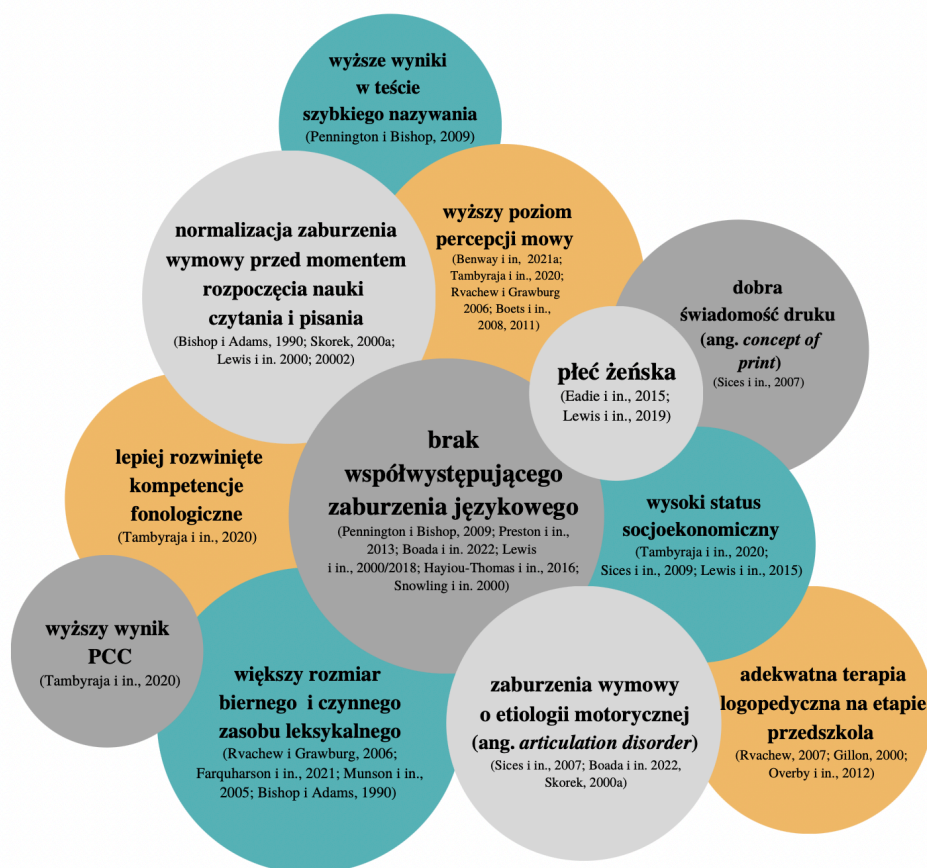 wyższe wyniki
w teście
szybkiego nazywania
(Pennington i Bishop, 2009)
normalizacja zaburzenia
wymowy przed momentem
rozpoczęcia nauki
czytania i pisania
(Bishop i Adams, 1990; Skorek, 2000a;
Lewis i in. 2000; 20002)
wyższy poziom
percepcji mowy
(Benway i in, 2021a;
Tambyraja i in., 2020;
Rvachew i Grawburg
2006; Boets i in.,
2008, 2011)
dobra
świadomość druku
(ang. concept of
print)
(Sices i in., 2007)
płeć żeńska
(Eadie i in., 2015;
Lewis i in., 2019)
brak
współwystępującego
zaburzenia językowego
(Pennington i Bishop, 2009; Preston i in.,
2013; Boada i in. 2022; Lewis
i in., 2000/2018; Hayiou-Thomas i in., 2016;
Snowling i in. 2000)
lepiej rozwinięte
kompetencje
fonologiczne
(Tambyraja i in., 2020)
wysoki status
socjoekonomiczny
(Tambyraja i in., 2020;
Sices i in., 2009; Lewis i in., 2015)
wyższy wynik
PCC
(Tambyraja i in., 2020)
większy rozmiar
biernego i czynnego
zasobu leksykalnego
(Rvachew i Grawburg, 2006;
Farquharson i in., 2021; Munson i in.,
2005; Bishop i Adams, 1990)
zaburzenia wymowy
o etiologii motorycznej
(ang. articulation disorder)
(Sices i in., 2007; Boada i in. 2022,
Skorek, 2000a)
adekwatna terapia
logopedyczna na etapie
przedszkola
(Rvachew, 2007; Gillon, 2000;
Overby i in., 2012)